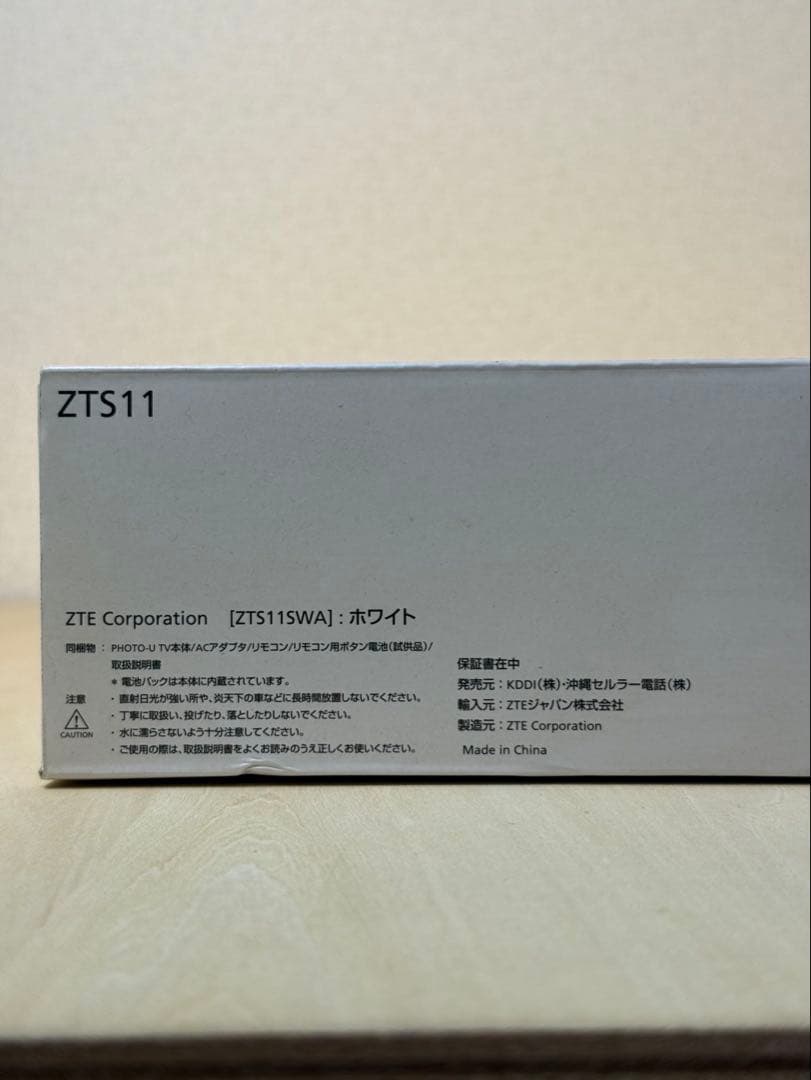 ZTS11
ZTE Corporation [ZTS11SWA] : ホワイト
同梱物 : PHOTO-U TV本体/ACアダプタ/リモコン/リモコン用ボタン電池(試供品)/
取扱説明書
* 電池パックは本体に内蔵されています。
注意 ・直射日光が強い所や、炎天下の車などに長時間放置しないでください。
・丁寧に取扱い、投げたり、落としたりしないでください。
CAUTION ・水に濡らさないよう十分注意してください。
・ご使用の際は、取扱説明書をよくお読みのうえ正しくお使いください。
保証書在中
発売元 : KDDI(株)・沖縄セルラー電話(株)
輸入元 : ZTEジャパン株式会社
製造元 : ZTE Corporation
Made in China